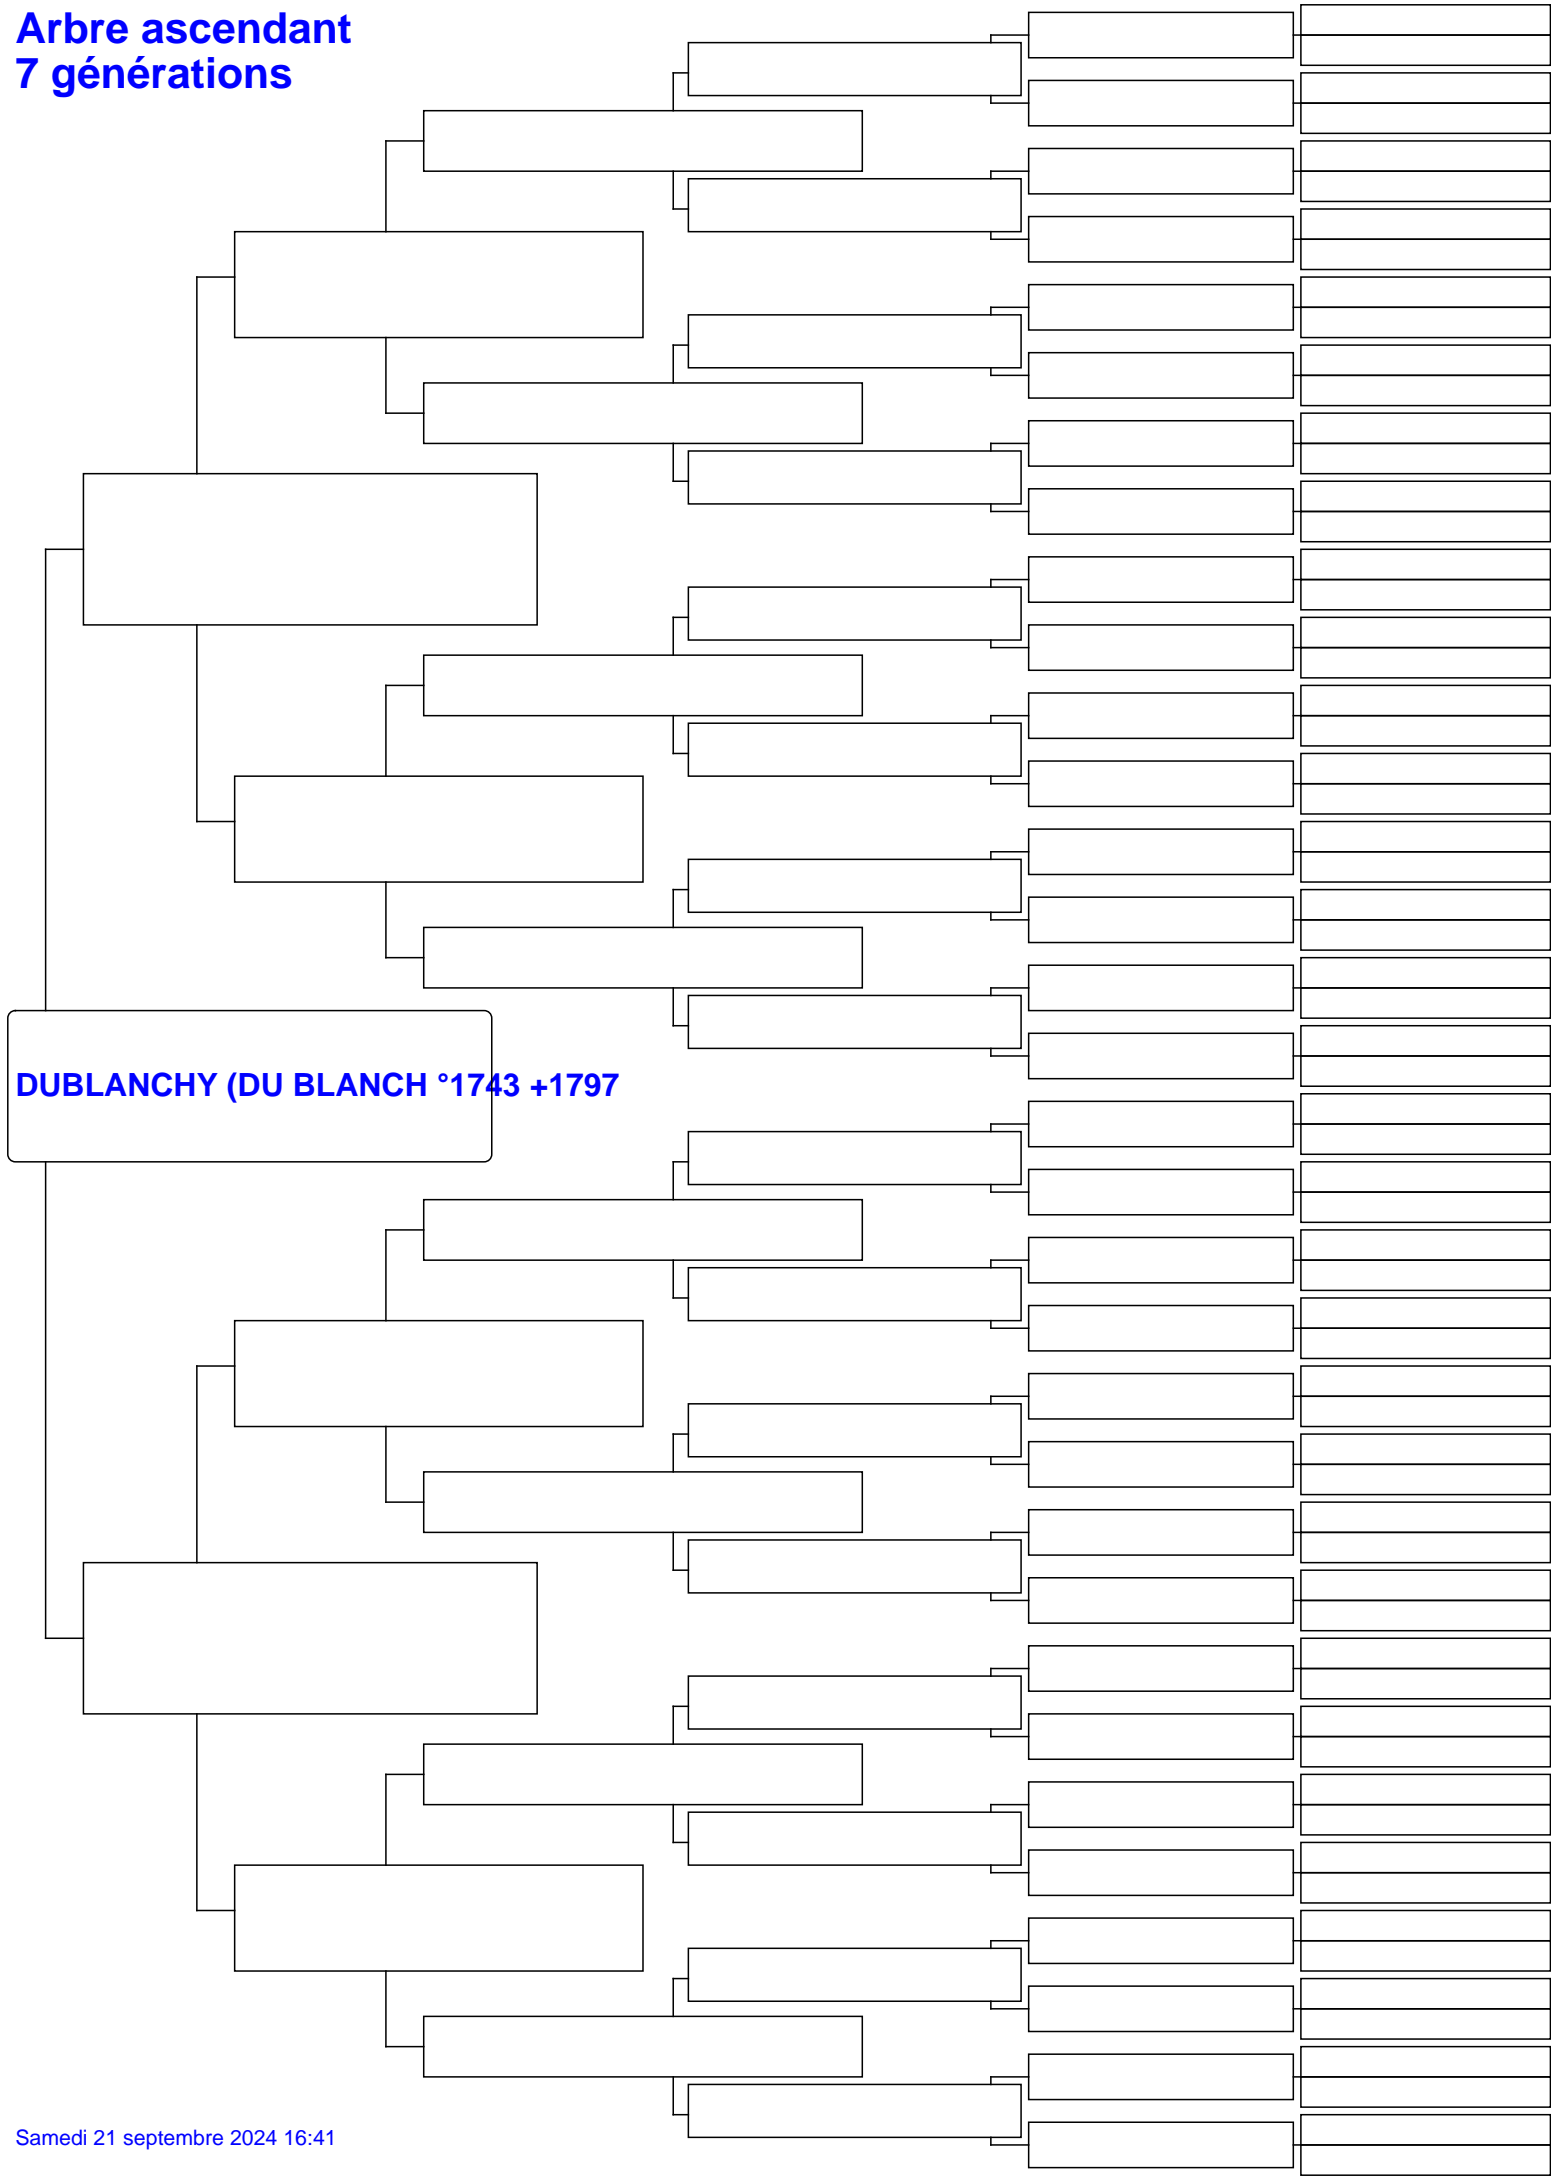 Arbre ascendant
7 générations
DUBLANCHY (DU BLANCH °1743 +1797
Samedi 21 septembre 2024 16:41